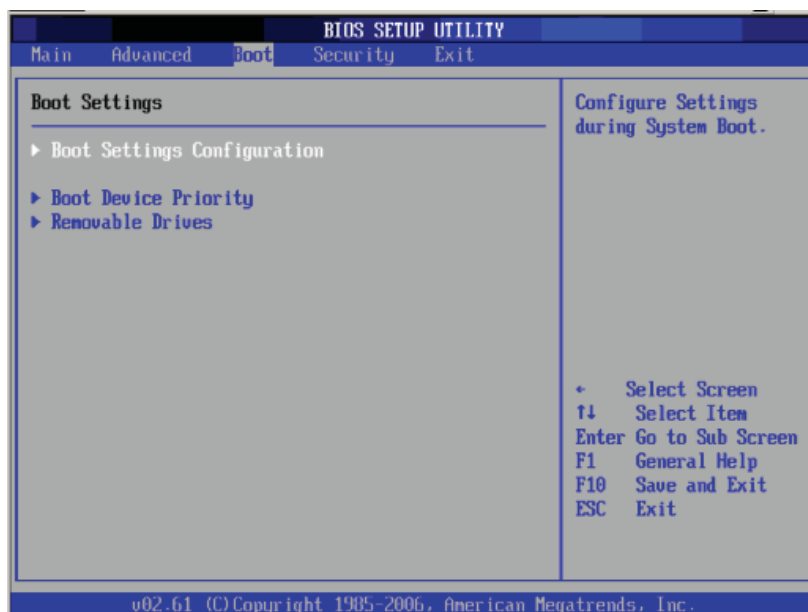 BIOS SETUP UTILITY
Main Advanced Boot Security Exit
Boot Settings
▶ Boot Settings Configuration
▶ Boot Device Priority
▶ Removable Drives
Configure Settings
during System Boot.
← Select Screen
↑↓ Select Item
Enter Go to Sub Screen
F1 General Help
F10 Save and Exit
ESC Exit
v02.61 (C)Copyright 1985-2006, American Megatrends, Inc.